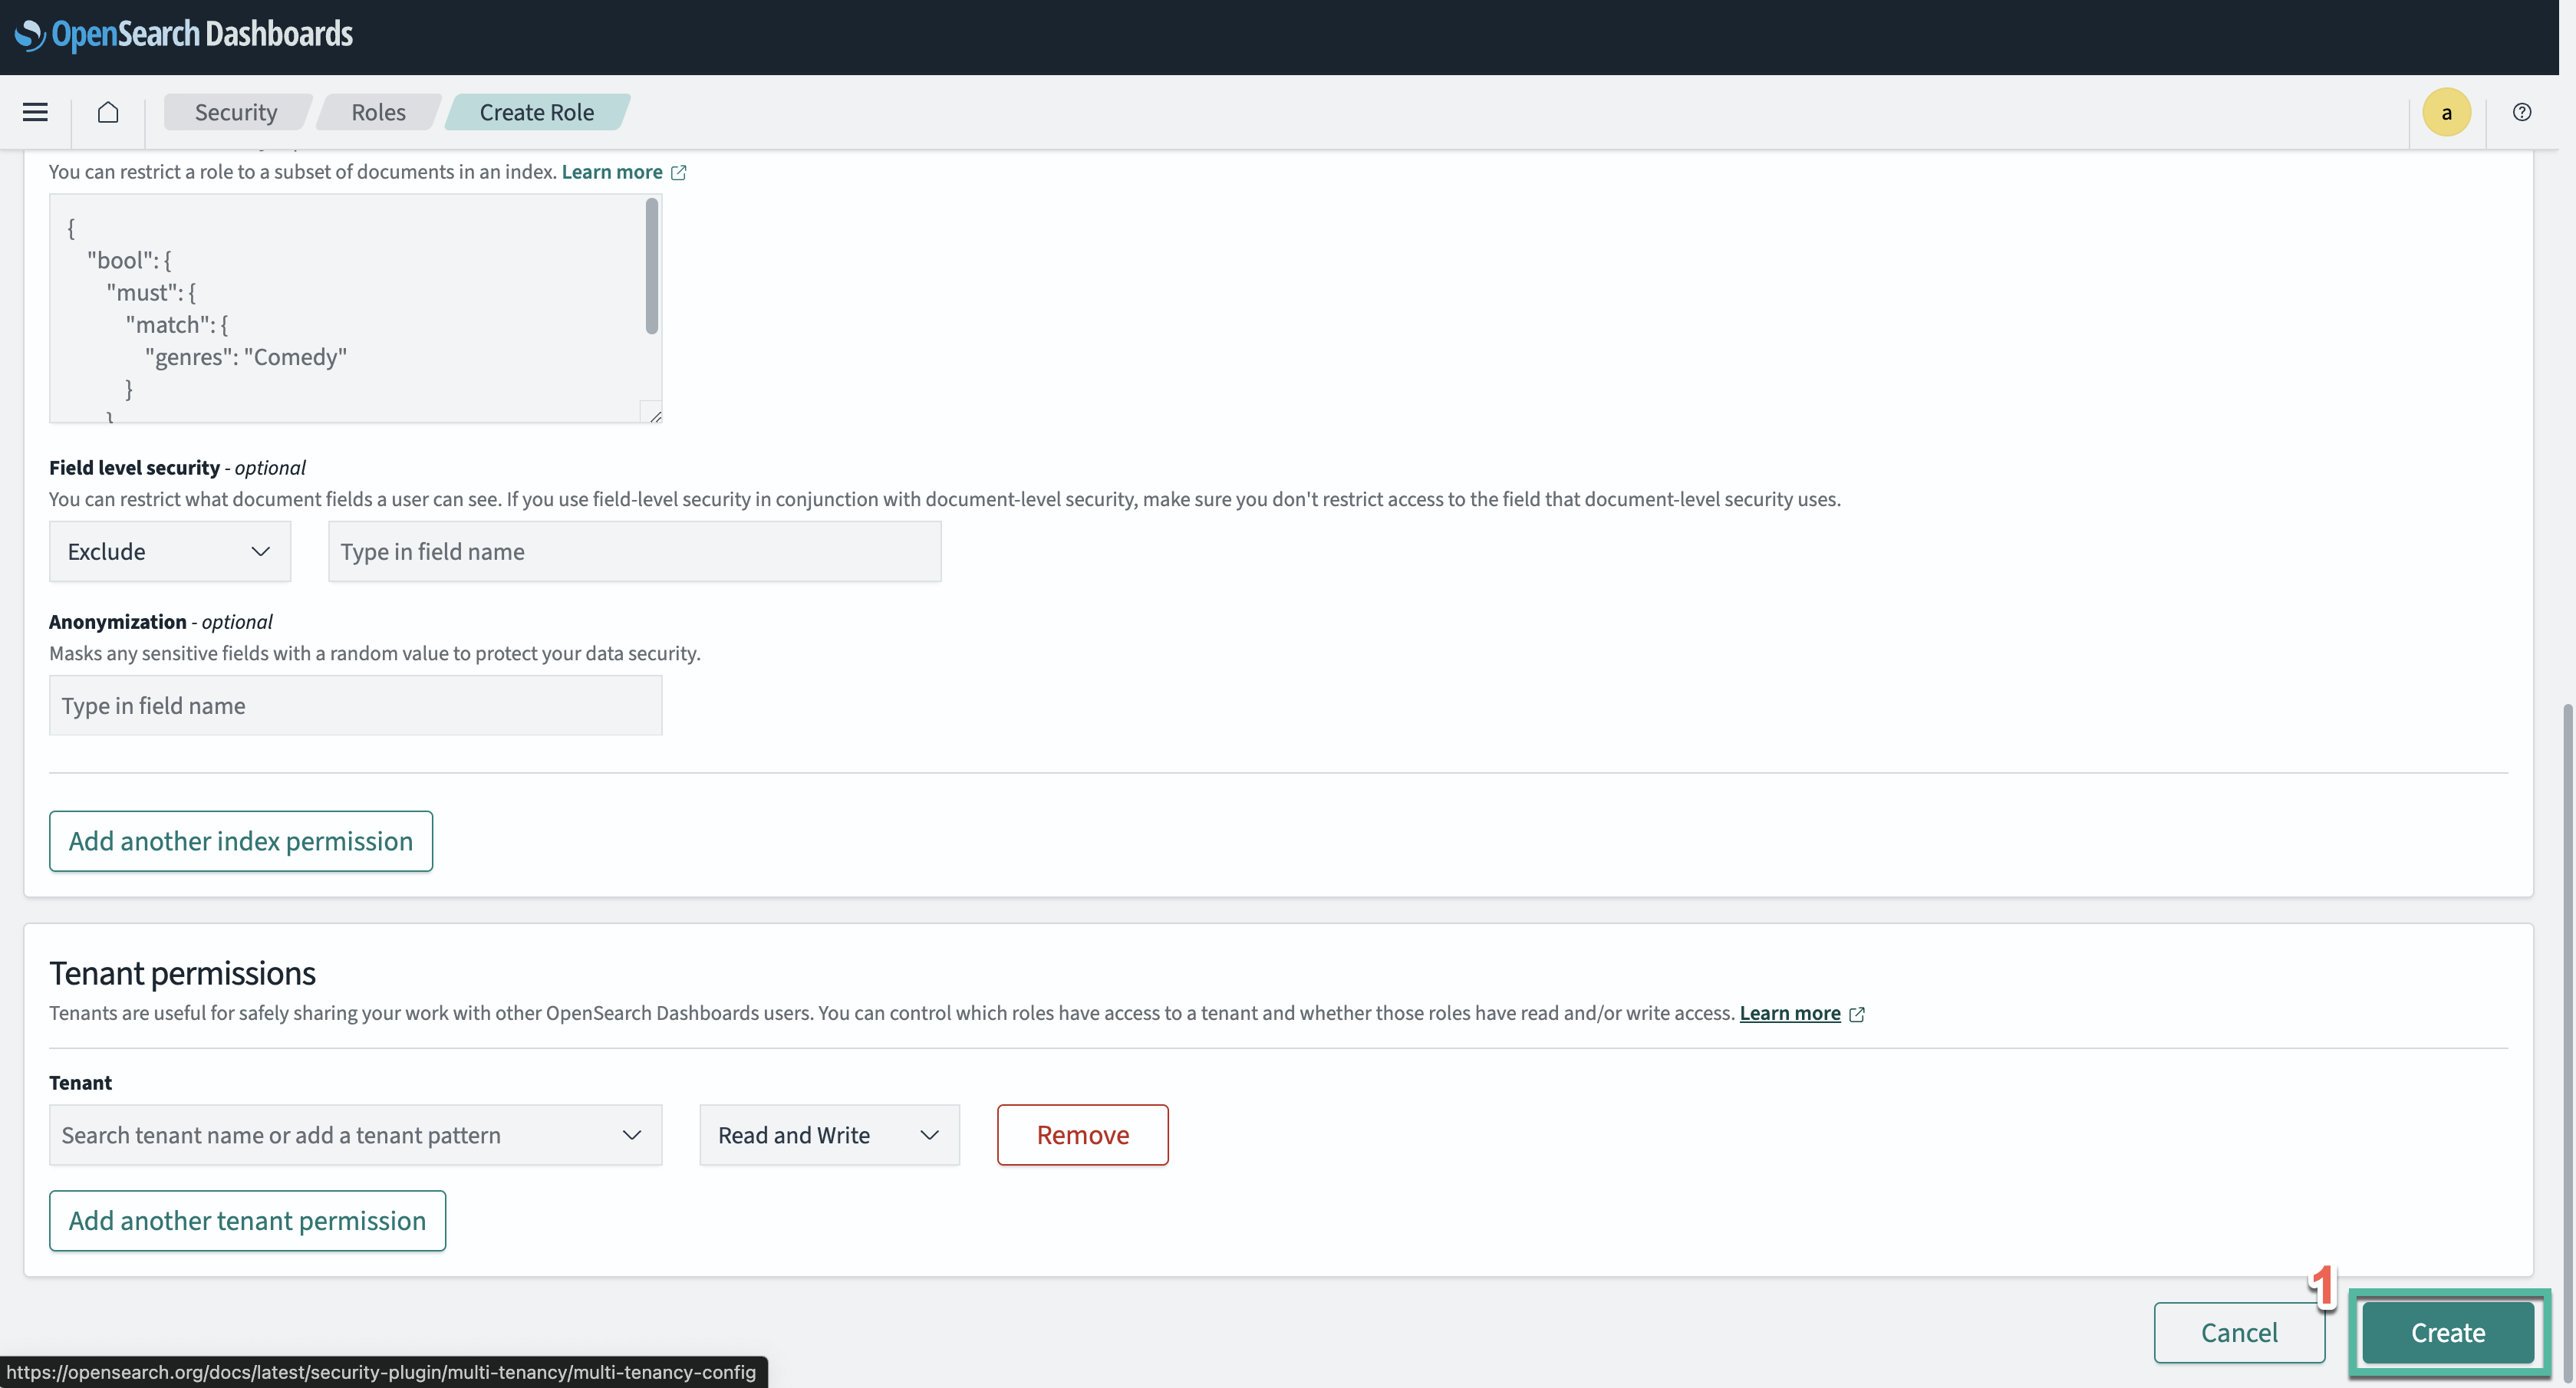 OpenSearch Dashboards
Security Roles Create Role a
You can restrict a role to a subset of documents in an index. Learn more
{
"bool": {
"must": {
"match": {
"genres": "Comedy"
}
}
Field level security - optional
You can restrict what document fields a user can see. If you use field-level security in conjunction with document-level security, make sure you don't restrict access to the field that document-level security uses.
Exclude Type in field name
Anonymization - optional
Masks any sensitive fields with a random value to protect your data security.
Type in field name
Add another index permission
Tenant permissions
Tenants are useful for safely sharing your work with other OpenSearch Dashboards users. You can control which roles have access to a tenant and whether those roles have read and/or write access. Learn more
Tenant
Search tenant name or add a tenant pattern Read and Write Remove
Add another tenant permission
1
Cancel Create
https://opensearch.org/docs/latest/security-plugin/multi-tenancy/multi-tenancy-config